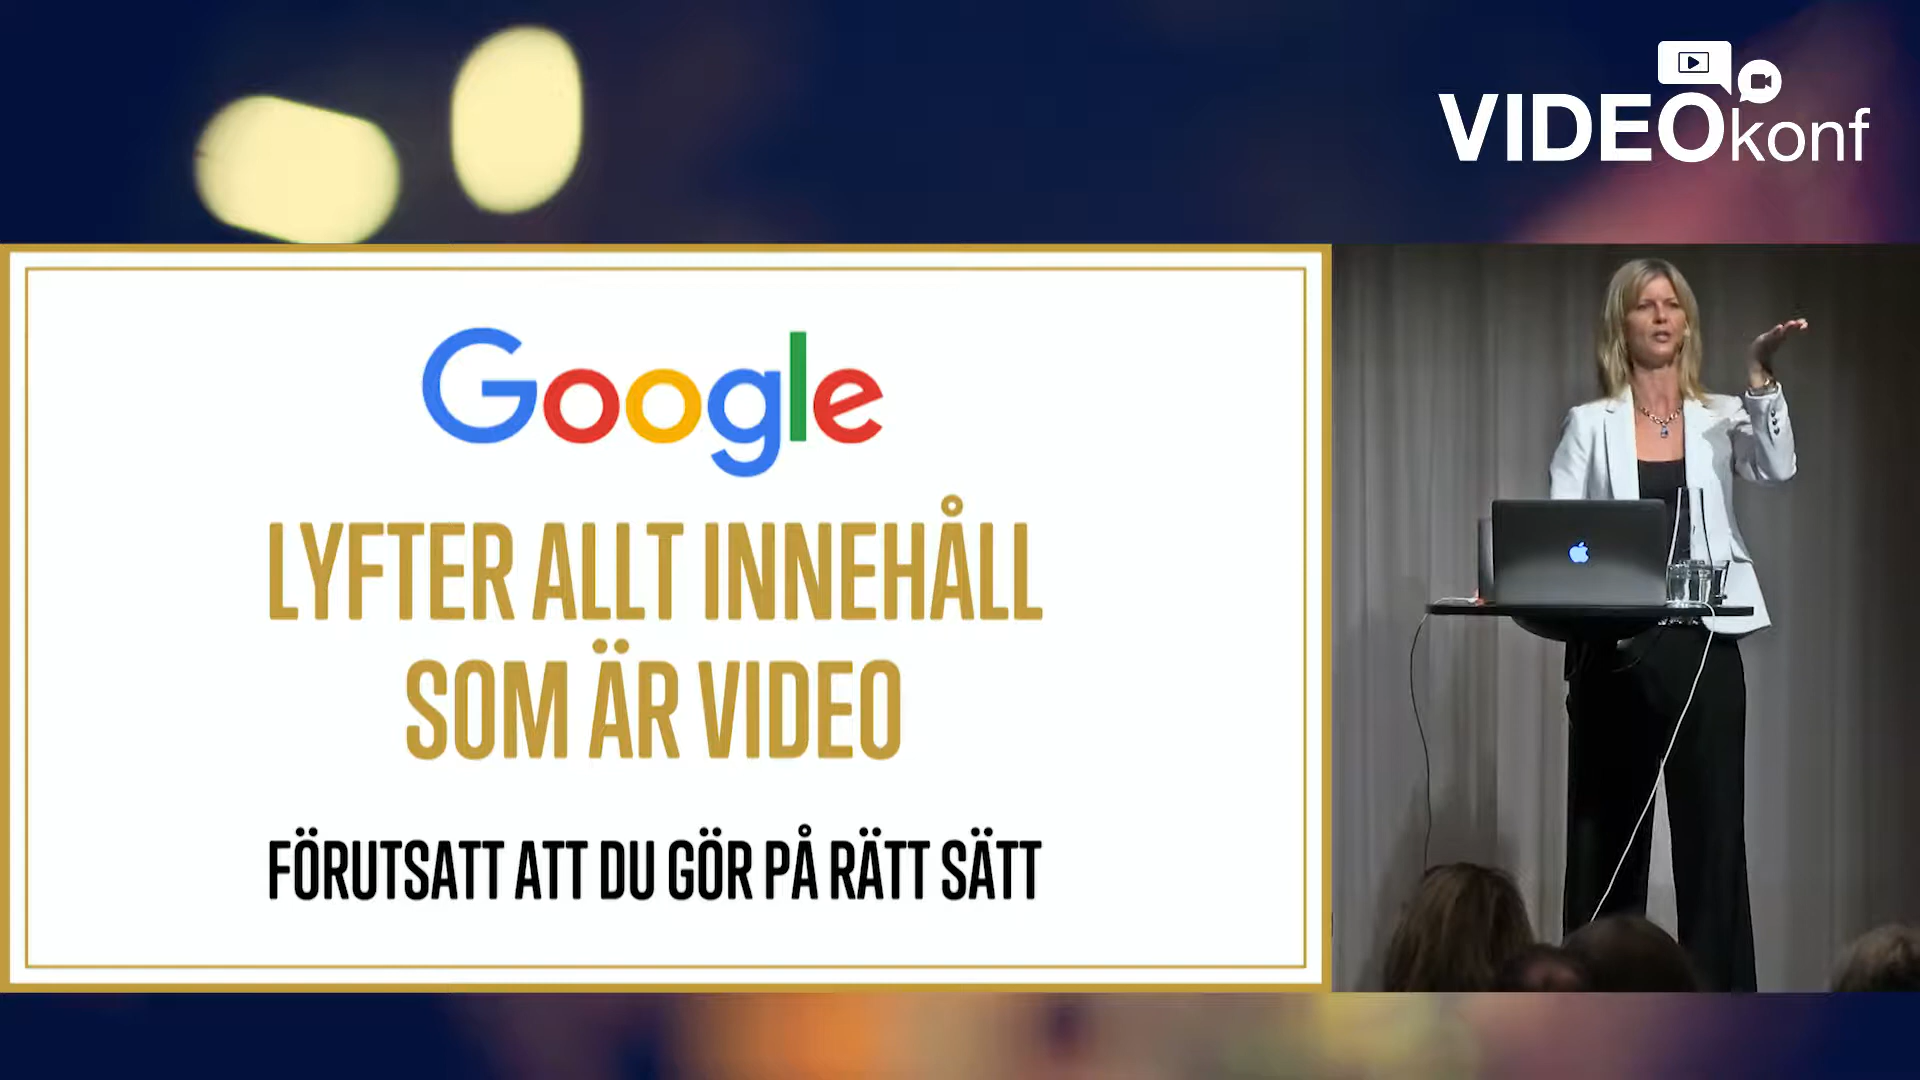 VIDEOkonf
Google
LYFTER ALLT INNEHÅLL
SOM ÄR VIDEO
FÖRUTSATT ATT DU GÖR PÅ RÄTT SÄTT